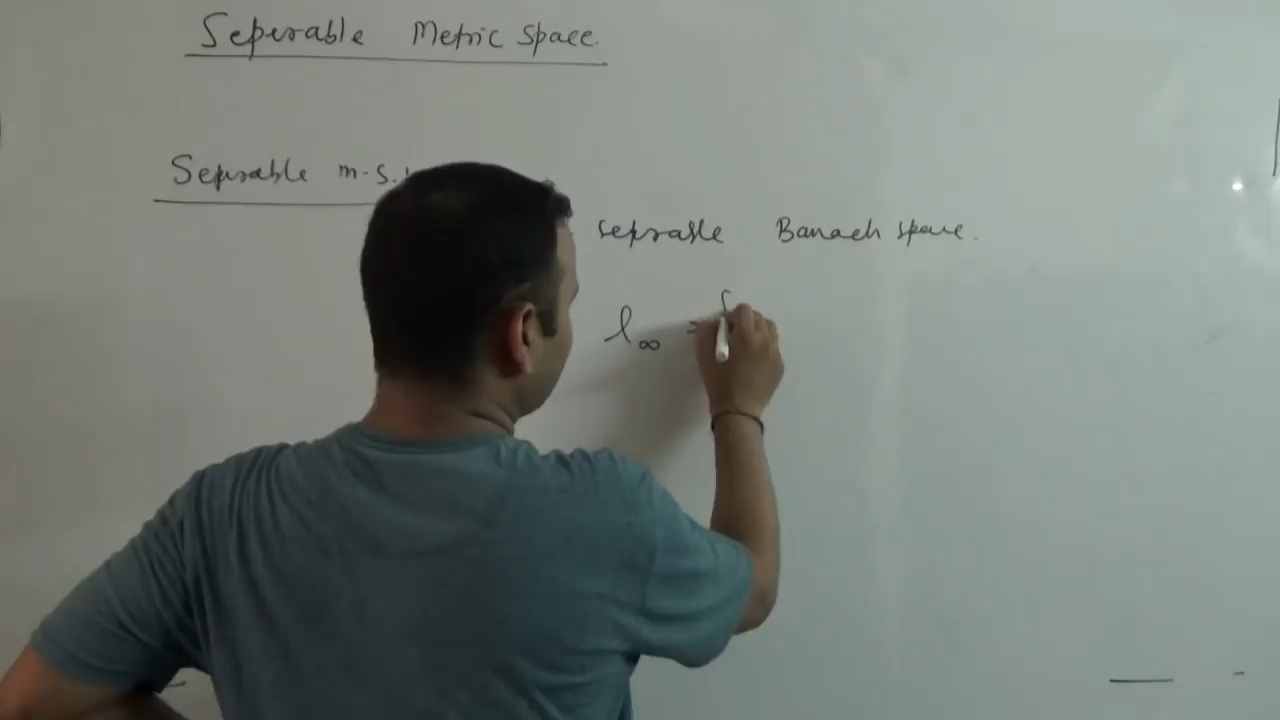 Seperable Metric Space.
Seprable m.s.
seprable Banach space.
l∞ = {